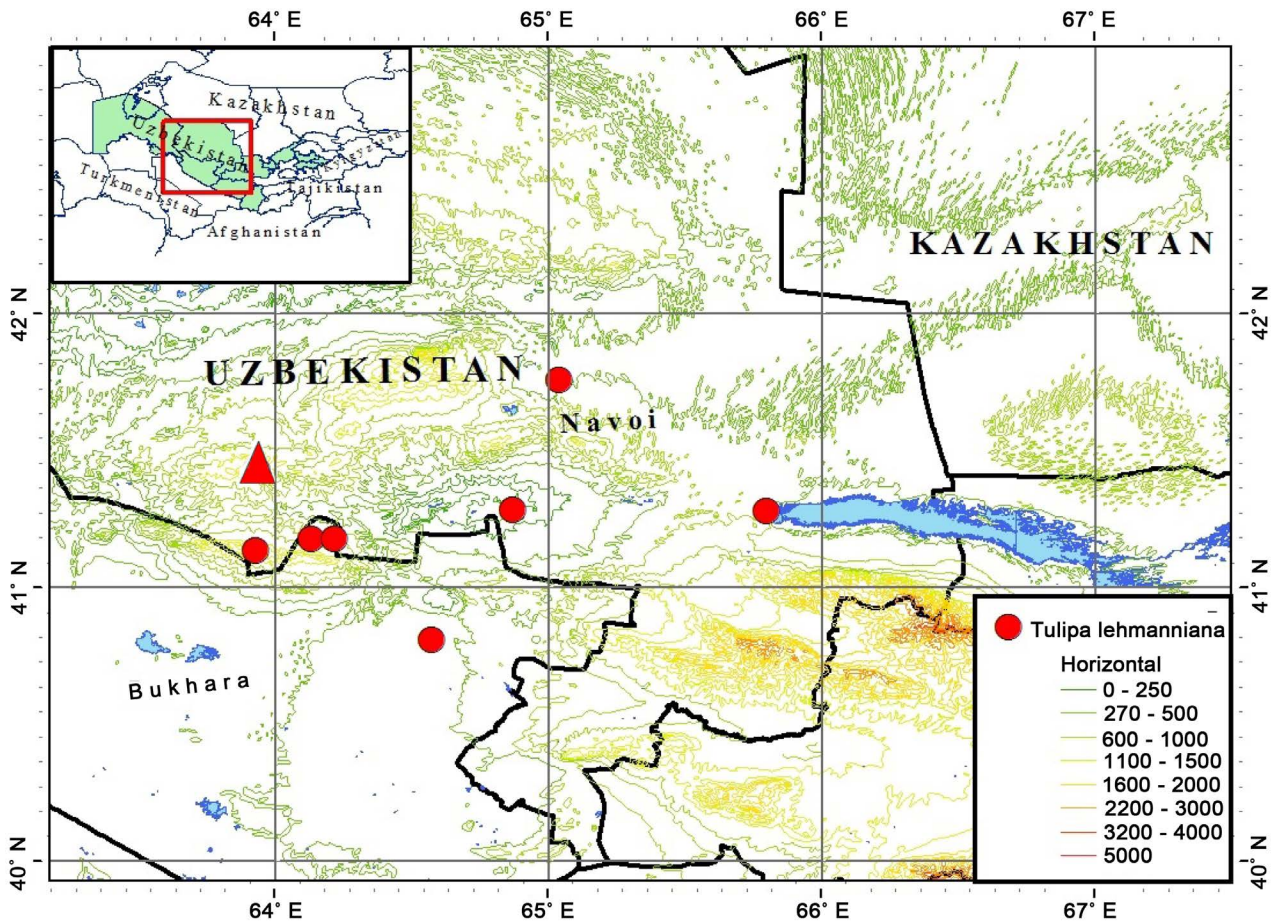 64° E 65° E 66° E 67° E
Kazakhstan
Uzbekistan
Turkmenistan
Tajikistan
Afghanistan
KAZAKHSTAN
42° N 42° N
UZBEKISTAN
Navoi
41° N 41° N
Bukhara
Tulipa lehmanniana
Horizontal
0 - 250
270 - 500
600 - 1000
1100 - 1500
1600 - 2000
2200 - 3000
3200 - 4000
5000
40° N 40° N
64° E 65° E 66° E 67° E